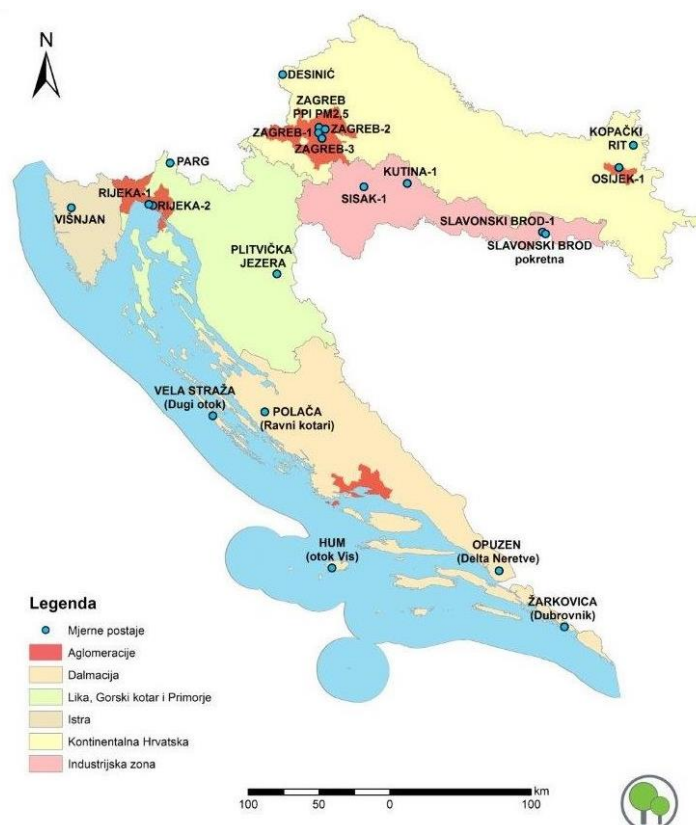 N
DESINIĆ
ZAGREB
PPI PM2,5
ZAGREB-1
ZAGREB-2
ZAGREB-3
KOPAČKI
RIT
OSIJEK-1
PARG
KUTINA-1
SISAK-1
RIJEKA-1
RIJEKA-2
VIŠNJAN
SLAVONSKI BROD-1
SLAVONSKI BROD
pokretna
PLITVIČKA
JEZERA
VELA STRAŽA
(Dugi otok)
POLAČA
(Ravni kotari)
HUM
(otok Vis)
OPUZEN
(Delta Neretve)
ŽARKOVICA
(Dubrovnik)
Legenda
Mjerne postaje
Aglomeracije
Dalmacija
Lika, Gorski kotar i Primorje
Istra
Kontinentalna Hrvatska
Industrijska zona
km
100 50 0 100